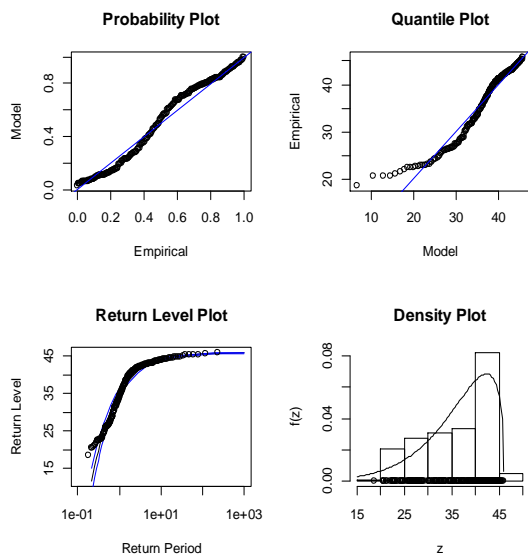 Probability Plot
Model
0.0 0.4 0.8
0.0 0.2 0.4 0.6 0.8 1.0
Empirical
Quantile Plot
Empirical
20 30 40
10 20 30 40
Model
Return Level Plot
Return Level
15 25 35 45
1e-01 1e+01 1e+03
Return Period
Density Plot
f(z)
0.00 0.04 0.08
15 25 35 45
z